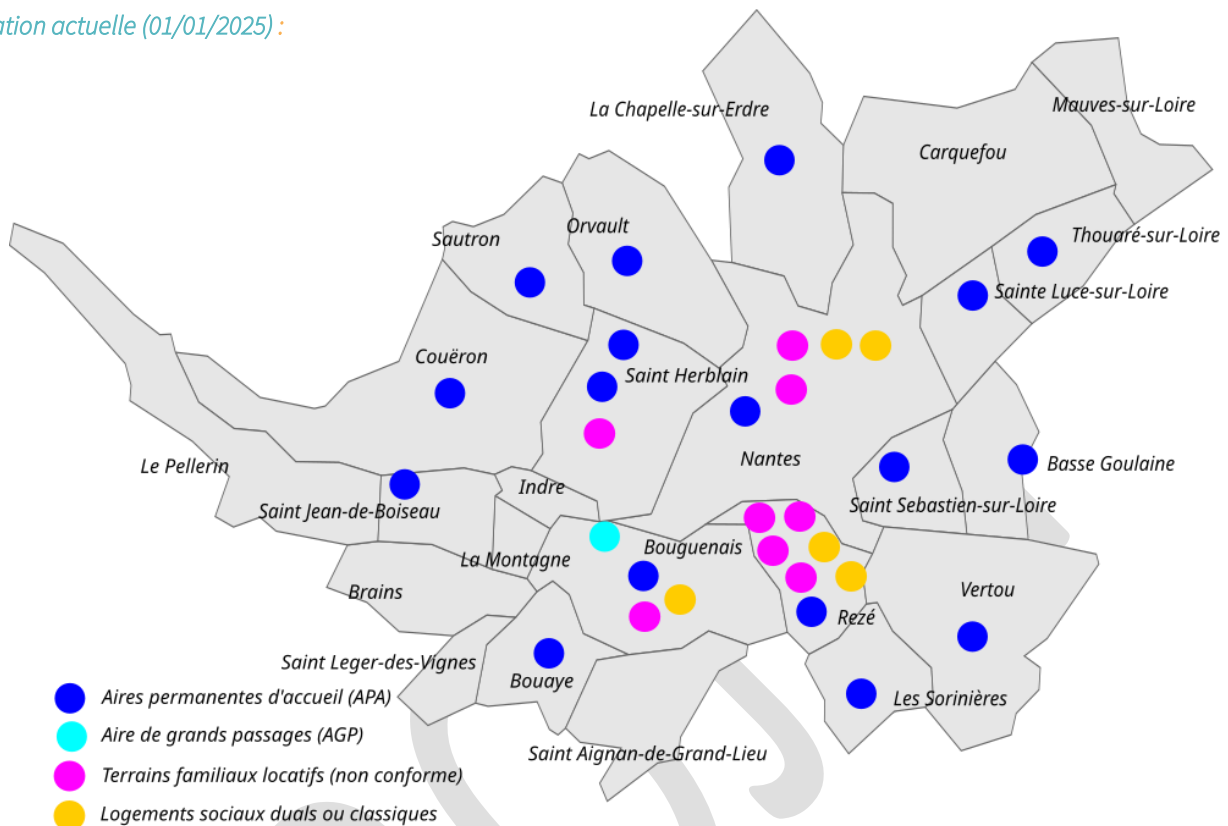 ation actuelle (01/01/2025) :
La Chapelle-sur-Erdre
Mauves-sur-Loire
Carquefou
Orvault
Sautron
Thouaré-sur-Loire
Sainte Luce-sur-Loire
Couëron
Saint Herblain
Nantes
Le Pellerin
Basse Goulaine
Indre
Saint Jean-de-Boiseau
Saint Sebastien-sur-Loire
Bouguenais
La Montagne
Brains
Vertou
Rezé
Saint Leger-des-Vignes
Bouaye
Les Sorinières
Saint Aignan-de-Grand-Lieu
Aires permanentes d'accueil (APA)
Aire de grands passages (AGP)
Terrains familiaux locatifs (non conforme)
Logements sociaux duals ou classiques